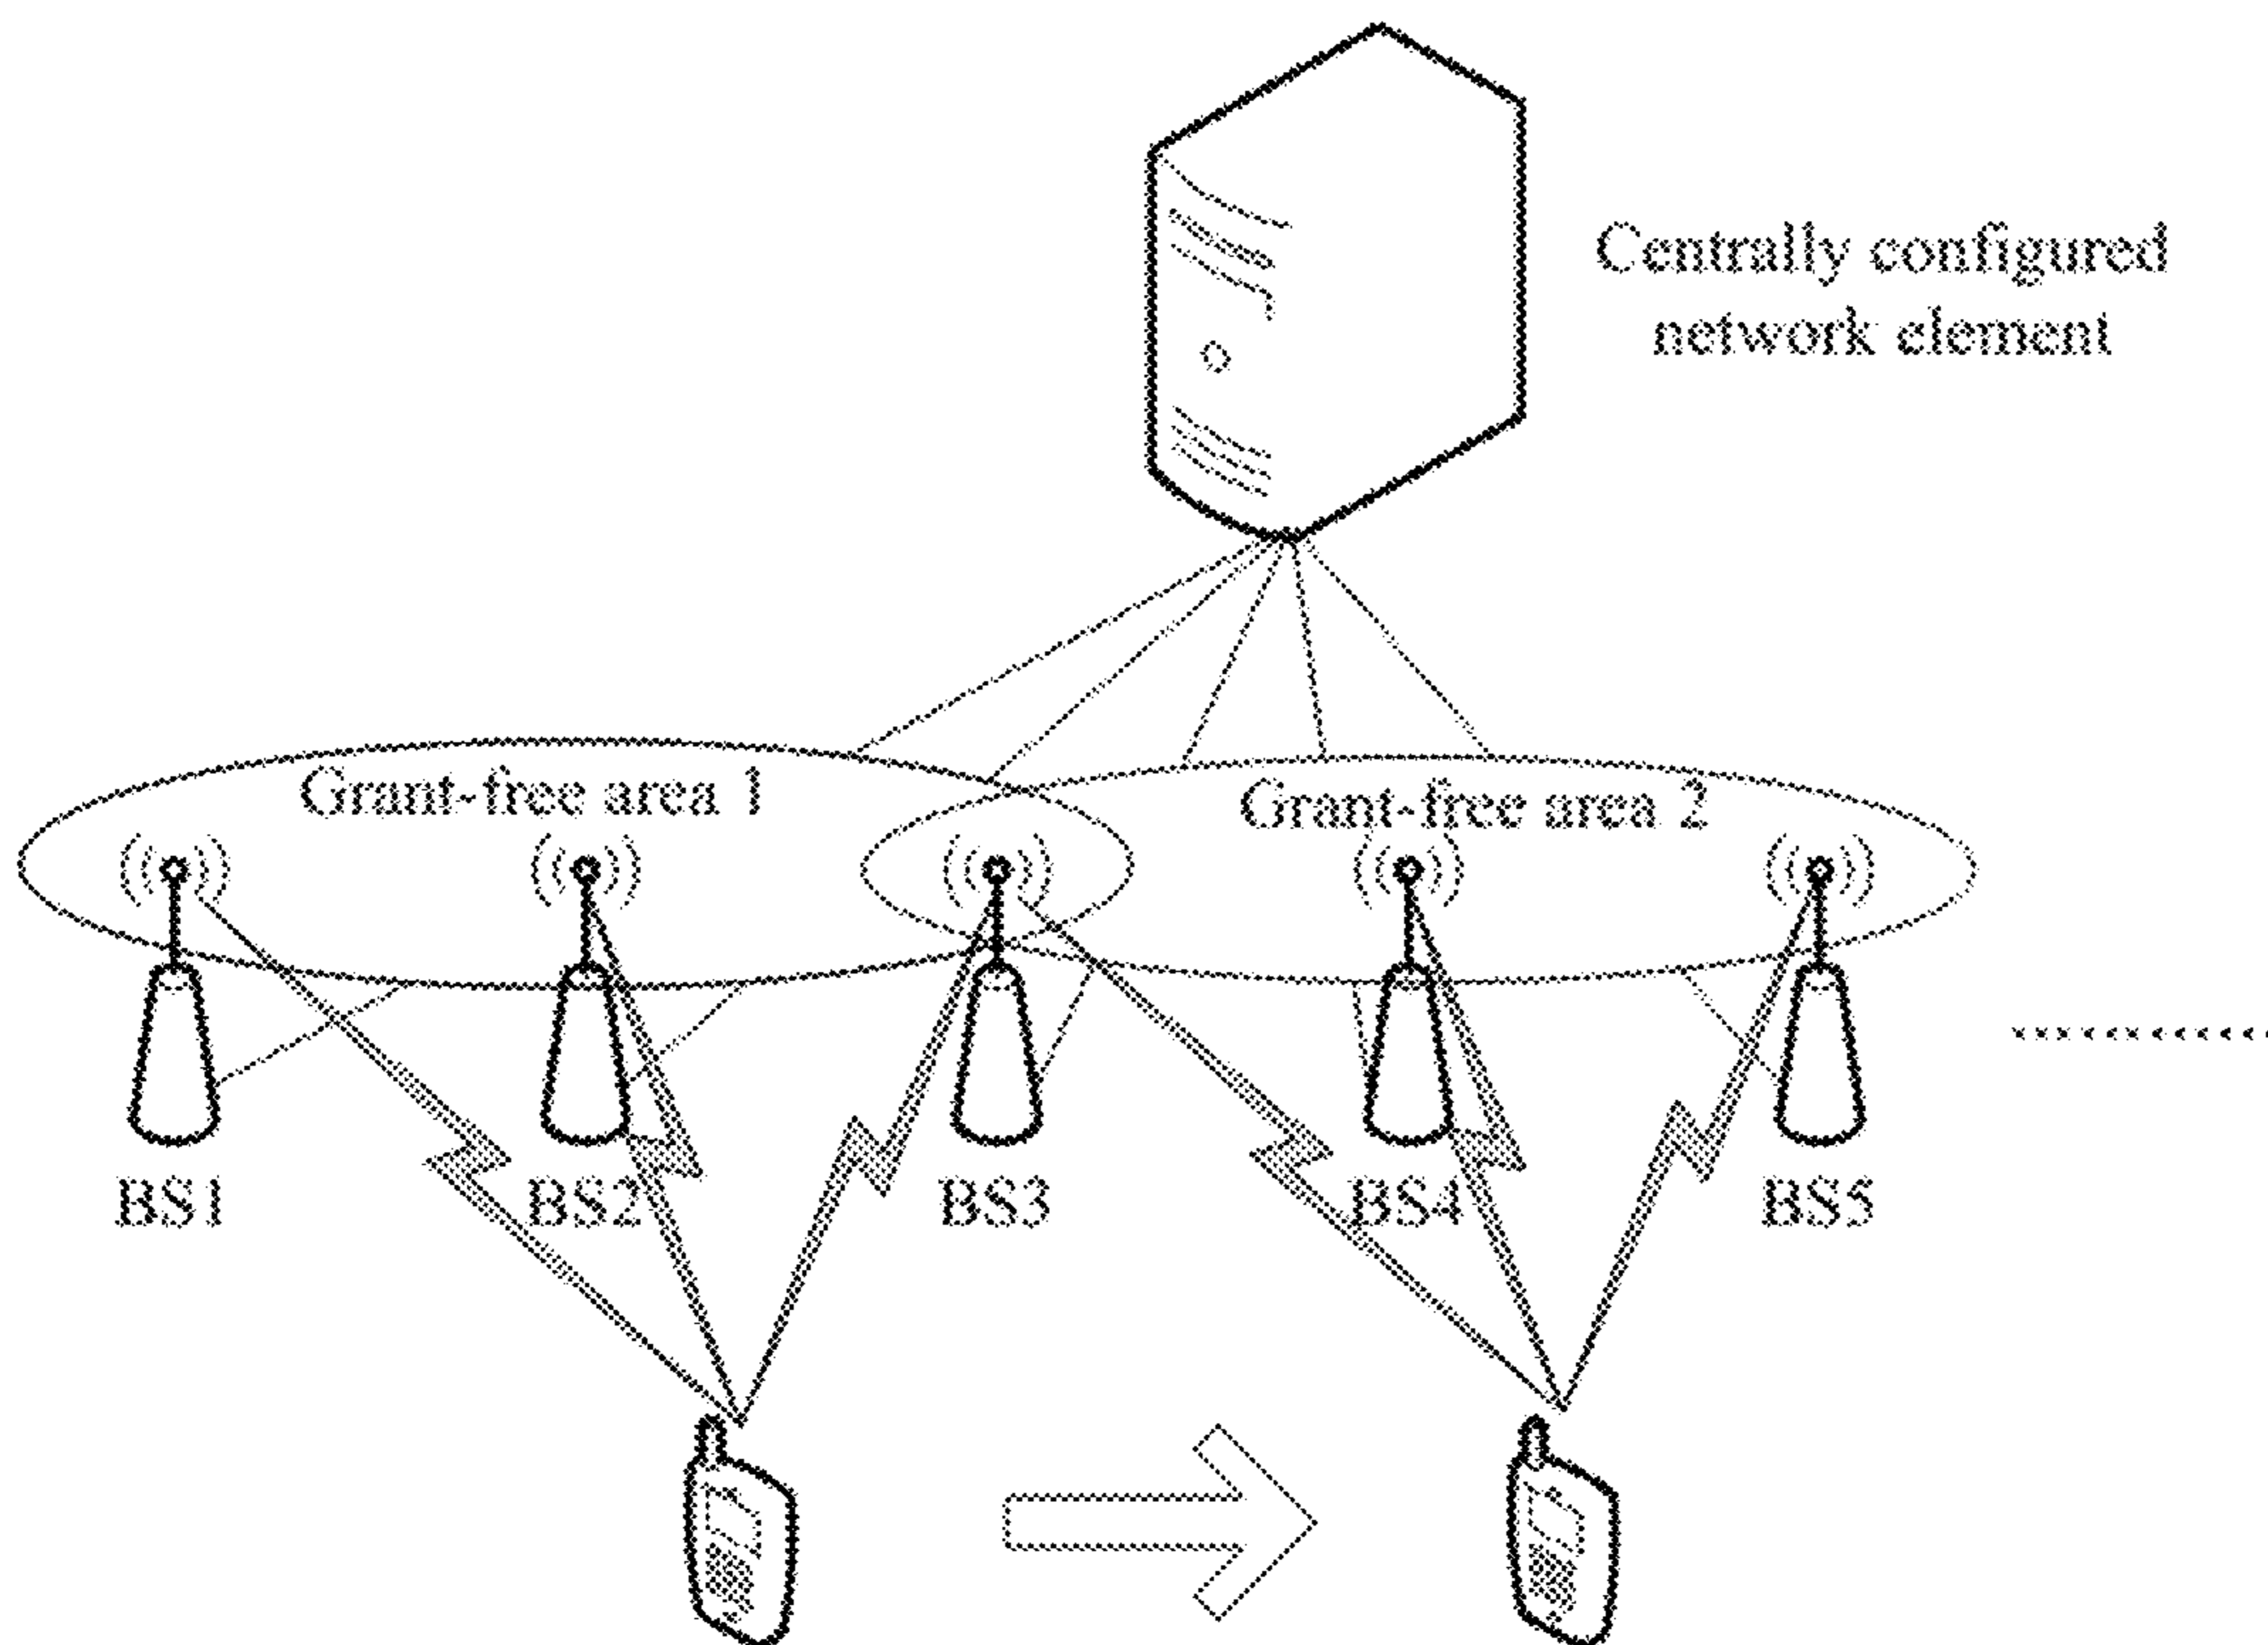 Centrally configured
network element
Grant-free area 1
Grant-free area 2
BS1
BS2
BS3
BS4
BS5